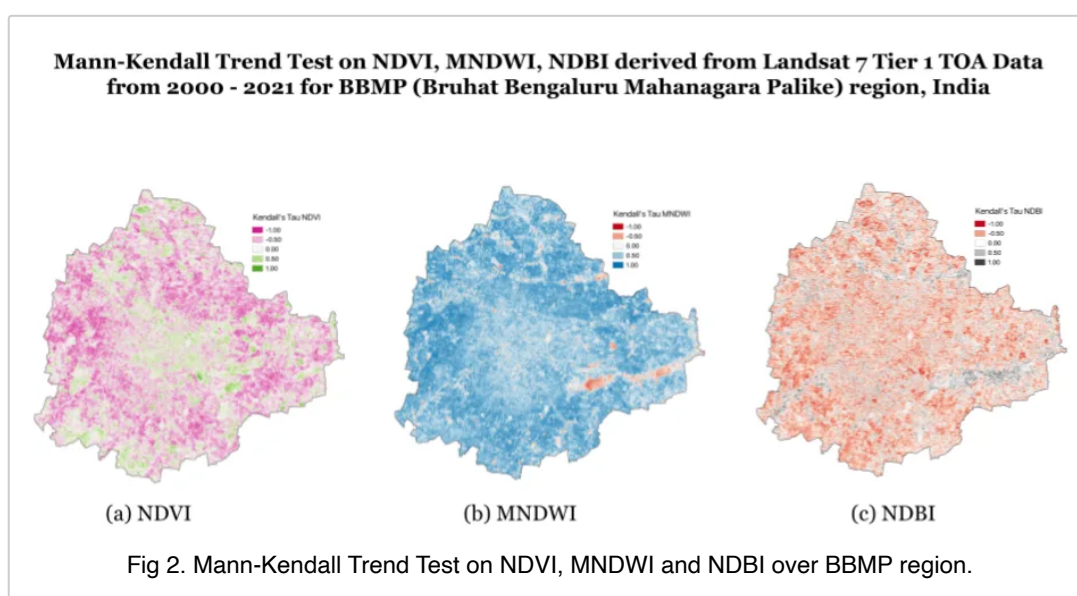 Mann-Kendall Trend Test on NDVI, MNDWI, NDBI derived from Landsat 7 Tier 1 TOA Data
from 2000 - 2021 for BBMP (Bruhat Bengaluru Mahanagara Palike) region, India
Kendall's Tau NDVI
-1.00
-0.50
0.00
0.50
1.00
Kendall's Tau MNDWI
-1.00
-0.50
0.00
0.50
1.00
Kendall's Tau NDBI
-1.00
-0.50
0.00
0.50
1.00
(a) NDVI
(b) MNDWI
(c) NDBI
Fig 2. Mann-Kendall Trend Test on NDVI, MNDWI and NDBI over BBMP region.